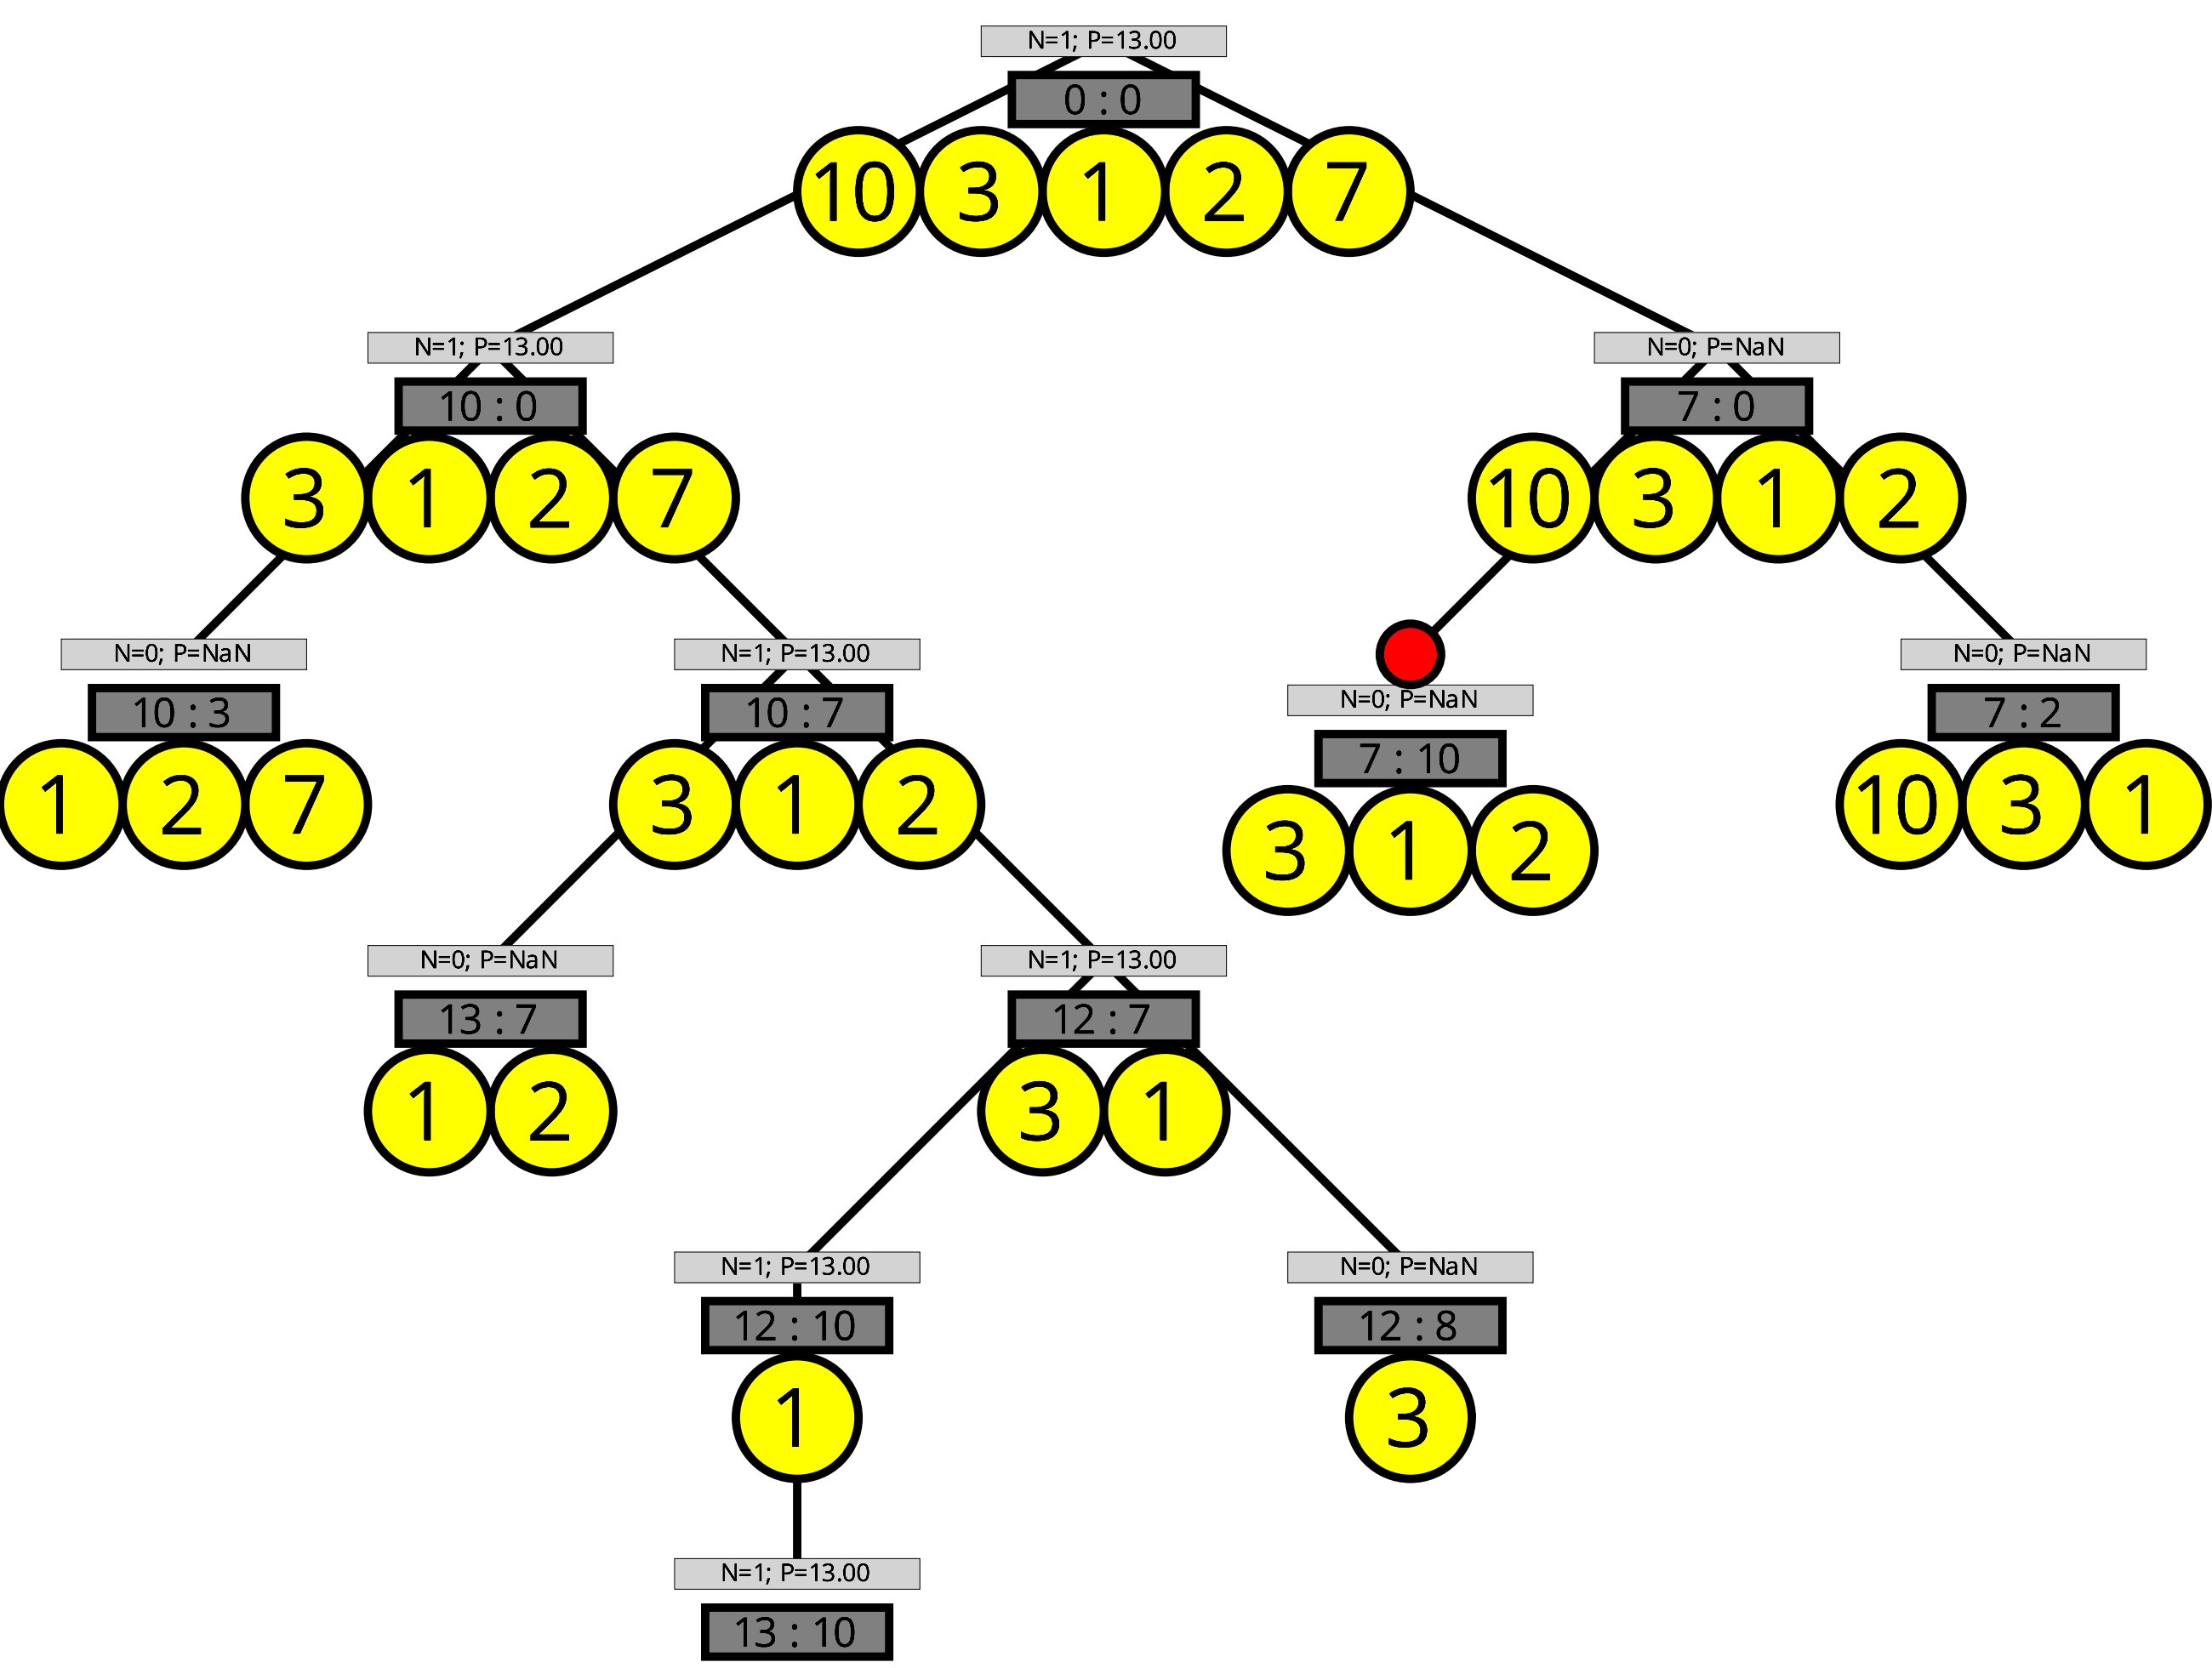 N=1; P=13.00
0 : 0
10 3 1 2 7
N=1; P=13.00
10 : 0
3 1 2 7
N=0; P=NaN
7 : 0
10 3 1 2
N=0; P=NaN
10 : 3
1 2 7
N=1; P=13.00
10 : 7
3 1 2
N=0; P=NaN
7 : 10
3 1 2
N=0; P=NaN
7 : 2
10 3 1
N=0; P=NaN
13 : 7
1 2
N=1; P=13.00
12 : 7
3 1
N=1; P=13.00
12 : 10
1
N=0; P=NaN
12 : 8
3
N=1; P=13.00
13 : 10